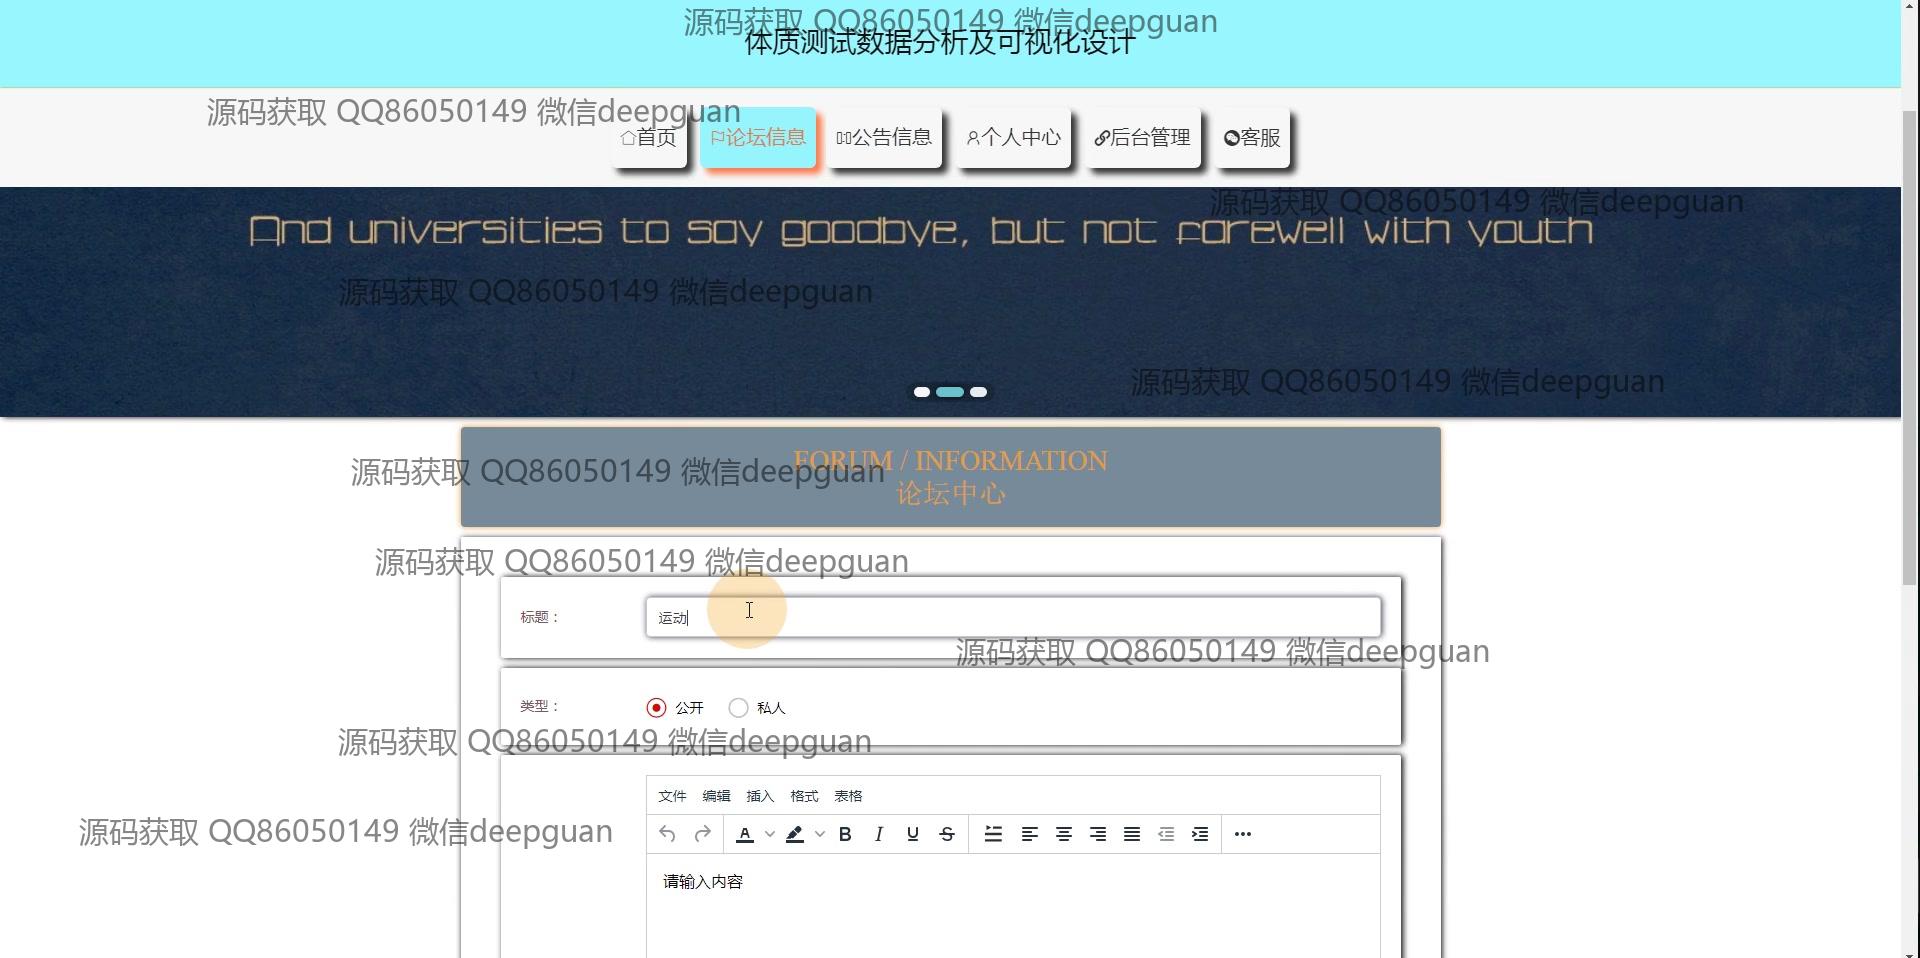 源码获取 QQ86050149 微信deepguan
体质测试数据分析及可视化设计
源码获取 QQ86050149 微信deepguan
首页
论坛信息
公告信息
个人中心
后台管理
客服
源码获取 QQ86050149 微信deepguan
And universities to say goodbye, but not farewell with youth
源码获取 QQ86050149 微信deepguan
源码获取 QQ86050149 微信deepguan
FORUM / INFORMATION
源码获取 QQ86050149 微信deepguan
论坛中心
源码获取 QQ86050149 微信deepguan
标题：
运动
源码获取 QQ86050149 微信deepguan
类型：
公开
私人
源码获取 QQ86050149 微信deepguan
文件 编辑 插入 格式 表格
源码获取 QQ86050149 微信deepguan
请输入内容